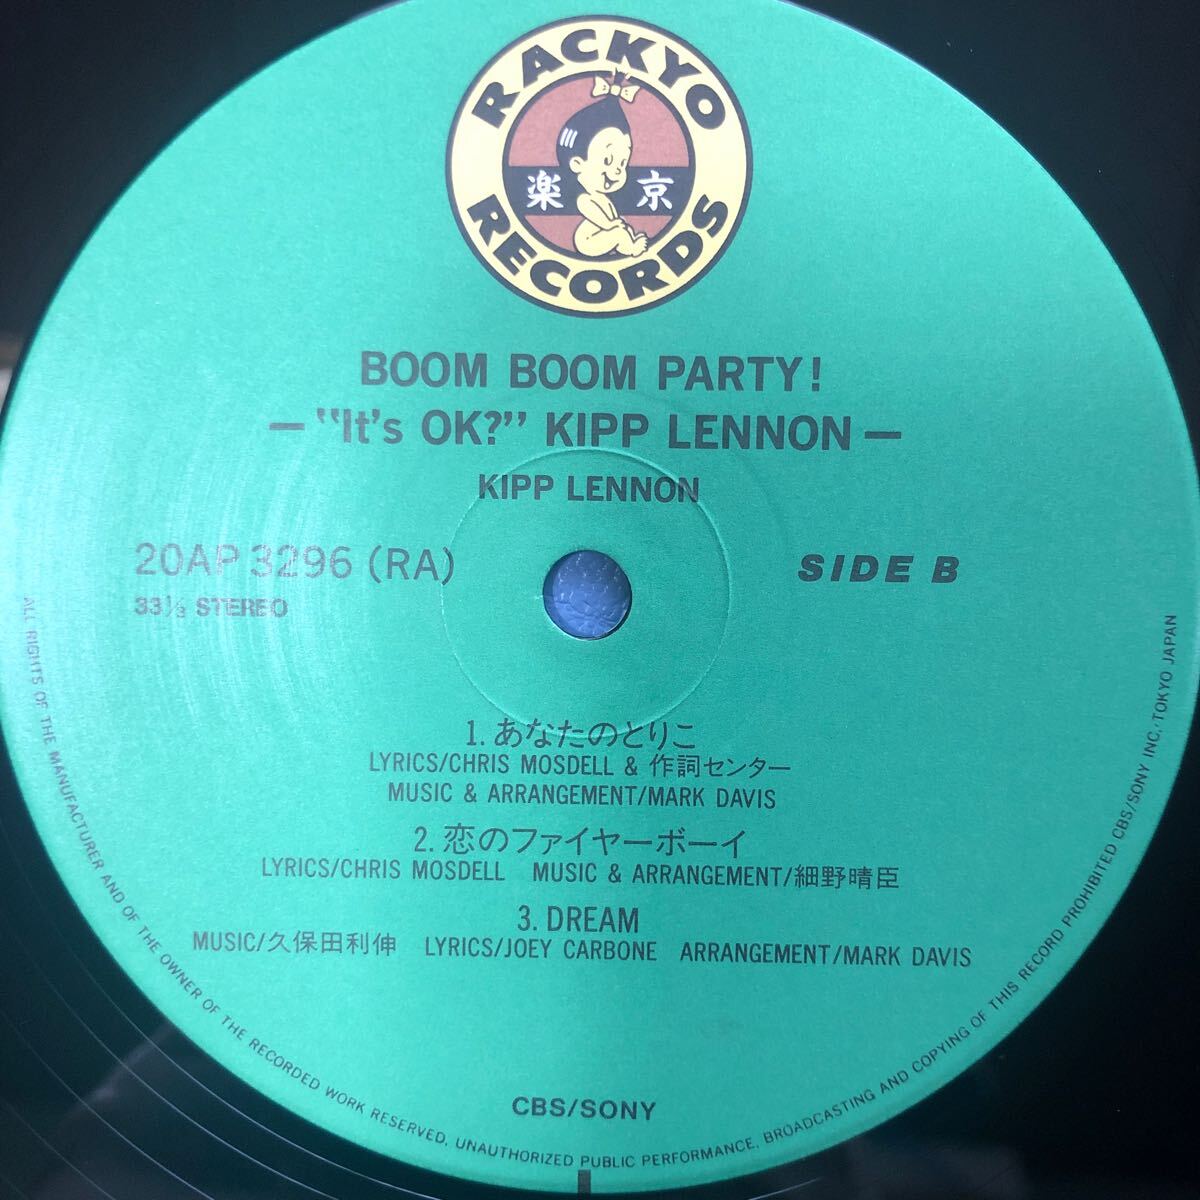 RACKYO
楽京
RECORDS
BOOM BOOM PARTY!
—"It's OK?" KIPP LENNON—
KIPP LENNON
20AP 3296 (RA)
SIDE B
33⅓ STEREO
1. あなたのとりこ
LYRICS/CHRIS MOSDELL & 作詞センター
MUSIC & ARRANGEMENT/MARK DAVIS
2. 恋のファイヤーボーイ
LYRICS/CHRIS MOSDELL MUSIC & ARRANGEMENT/細野晴臣
3. DREAM
MUSIC/久保田利伸 LYRICS/JOEY CARBONE ARRANGEMENT/MARK DAVIS
CBS/SONY
ALL RIGHTS OF THE MANUFACTURER AND OF THE OWNER OF THE RECORDED WORK RESERVED. UNAUTHORIZED PUBLIC PERFORMANCE, BROADCASTING AND COPYING OF THIS RECORD PROHIBITED CBS/SONY INC., TOKYO JAPAN